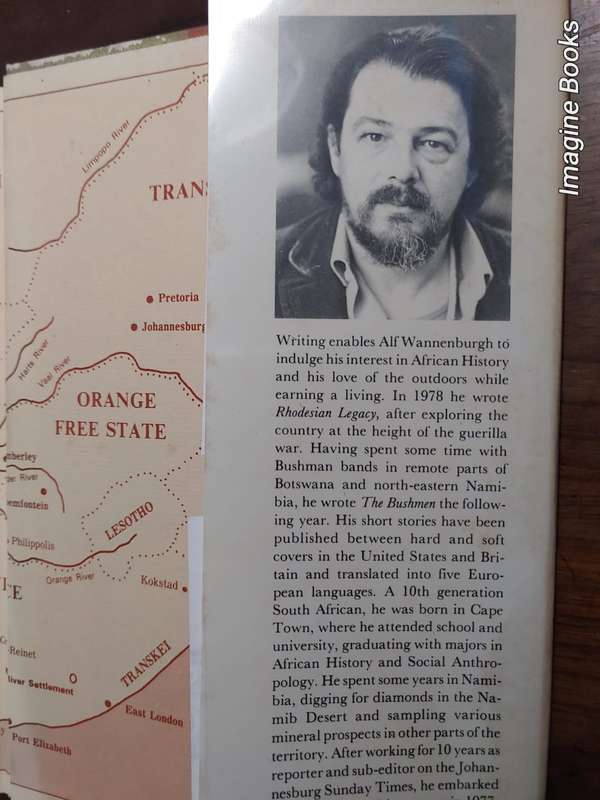 Imagine Books
Limpopo River
TRANS
Pretoria
Johannesburg
Harts River
Vaal River
ORANGE
FREE STATE
River
Philippolis
LESOTHO
Orange River
Kokstad
Reinet
River Settlement
TRANSKEI
East London
Port Elizabeth
Writing enables Alf Wannenburgh to
indulge his interest in African History
and his love of the outdoors while
earning a living. In 1978 he wrote
Rhodesian Legacy, after exploring the
country at the height of the guerilla
war. Having spent some time with
Bushman bands in remote parts of
Botswana and north-eastern Nami-
bia, he wrote The Bushmen the follow-
ing year. His short stories have been
published between hard and soft
covers in the United States and Bri-
tain and translated into five Euro-
pean languages. A 10th generation
South African, he was born in Cape
Town, where he attended school and
university, graduating with majors in
African History and Social Anthro-
pology. He spent some years in Nami-
bia, digging for diamonds in the Na-
mib Desert and sampling various
mineral prospects in other parts of the
territory. After working for 10 years as
reporter and sub-editor on the Johan-
nesburg Sunday Times, he embarked